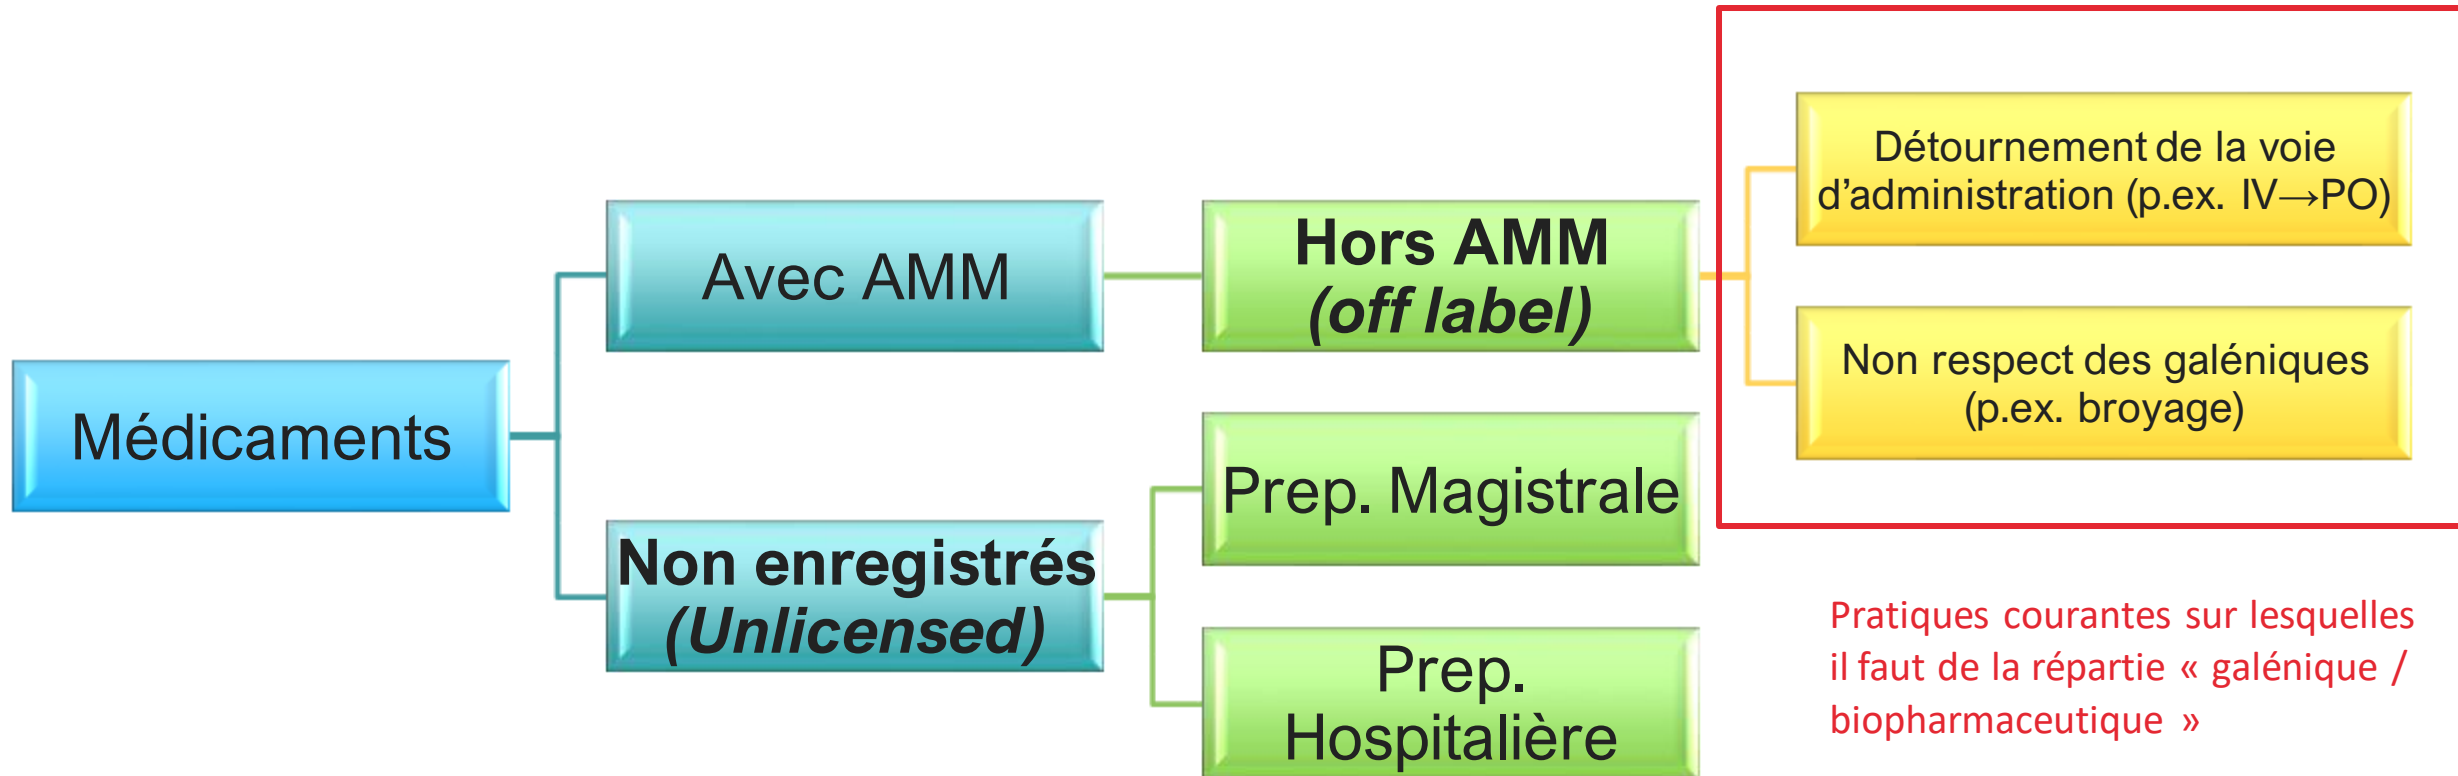 Médicaments
Avec AMM
Non enregistrés
(Unlicensed)
Hors AMM
(off label)
Prep. Magistrale
Prep.
Hospitalière
Détournement de la voie
d'administration (p.ex. IV→PO)
Non respect des galéniques
(p.ex. broyage)
Pratiques courantes sur lesquelles
il faut de la répartie « galénique /
biopharmaceutique »